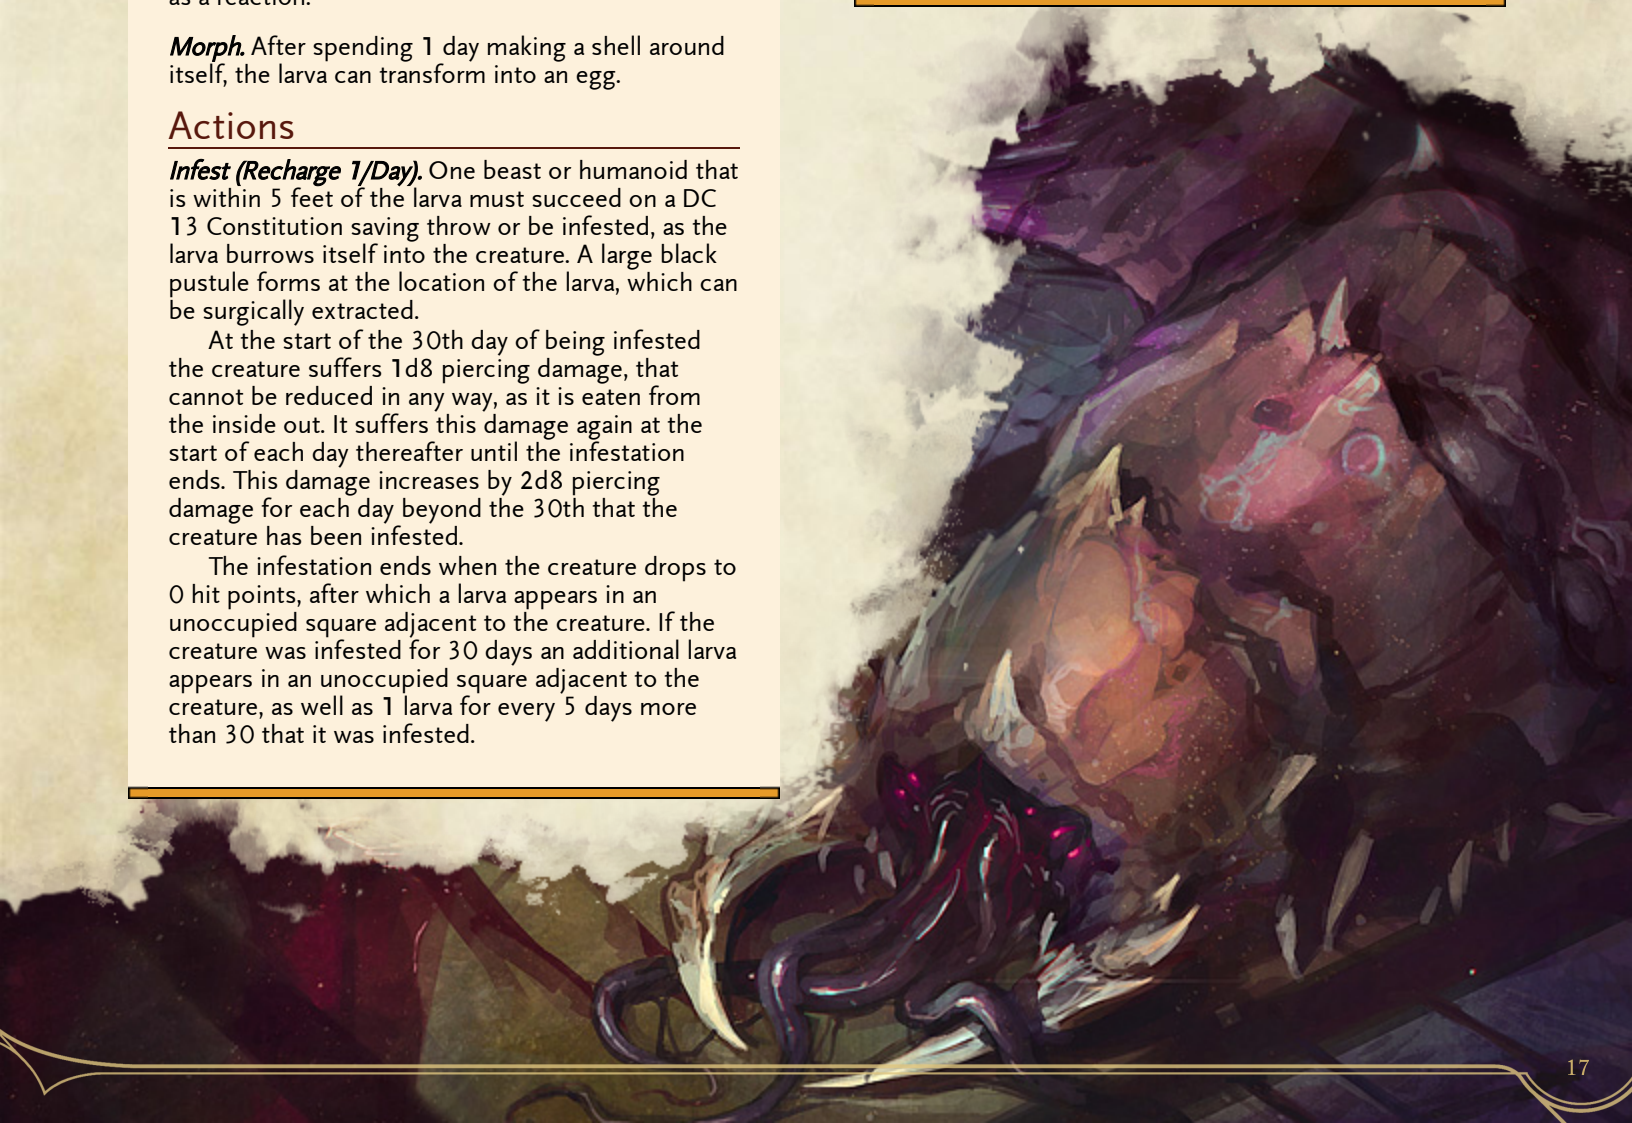 as a reaction.
Morph. After spending 1 day making a shell around
itself, the larva can transform into an egg.
Actions
Infest (Recharge 1/Day). One beast or humanoid that
is within 5 feet of the larva must succeed on a DC
13 Constitution saving throw or be infested, as the
larva burrows itself into the creature. A large black
pustule forms at the location of the larva, which can
be surgically extracted.
At the start of the 30th day of being infested
the creature suffers 1d8 piercing damage, that
cannot be reduced in any way, as it is eaten from
the inside out. It suffers this damage again at the
start of each day thereafter until the infestation
ends. This damage increases by 2d8 piercing
damage for each day beyond the 30th that the
creature has been infested.
The infestation ends when the creature drops to
0 hit points, after which a larva appears in an
unoccupied square adjacent to the creature. If the
creature was infested for 30 days an additional larva
appears in an unoccupied square adjacent to the
creature, as well as 1 larva for every 5 days more
than 30 that it was infested.
17